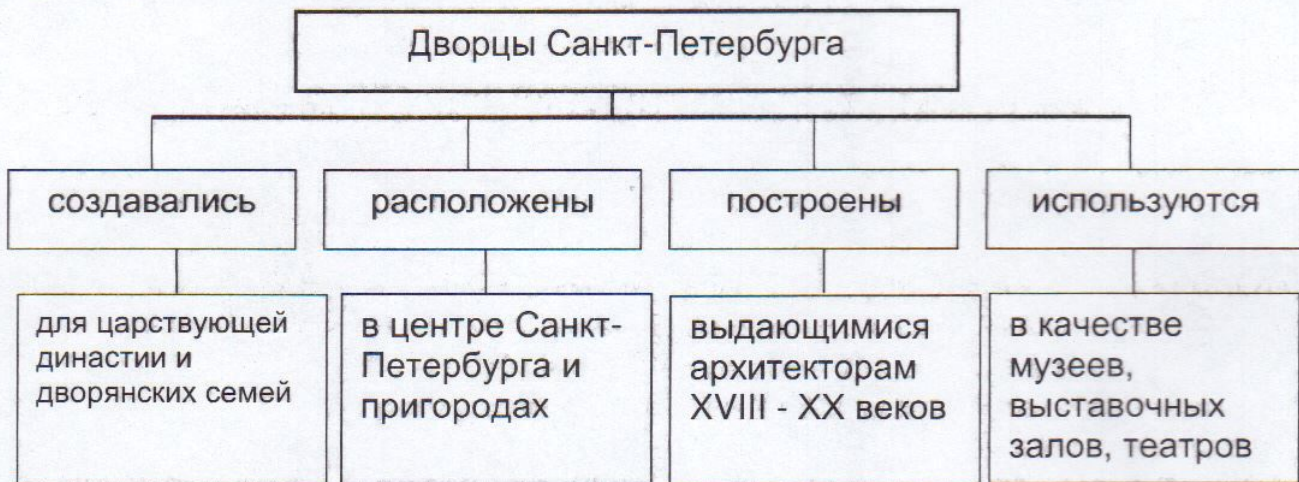 Дворцы Санкт-Петербурга
создавались
расположены
построены
используются
для царствующей
династии и
дворянских семей
в центре Санкт-
Петербурга и
пригородах
выдающимися
архитекторам
XVIII - XX веков
в качестве
музеев,
выставочных
залов, театров